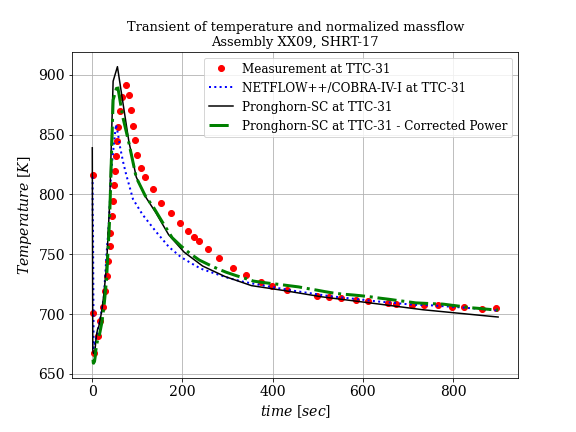 Transient of temperature and normalized massflow
Assembly XX09, SHRT-17
Measurement at TTC-31
NETFLOW++/COBRA-IV-I at TTC-31
Pronghorn-SC at TTC-31
Pronghorn-SC at TTC-31 - Corrected Power
Temperature [K]
900
850
800
750
700
650
0 200 400 600 800
time [sec]